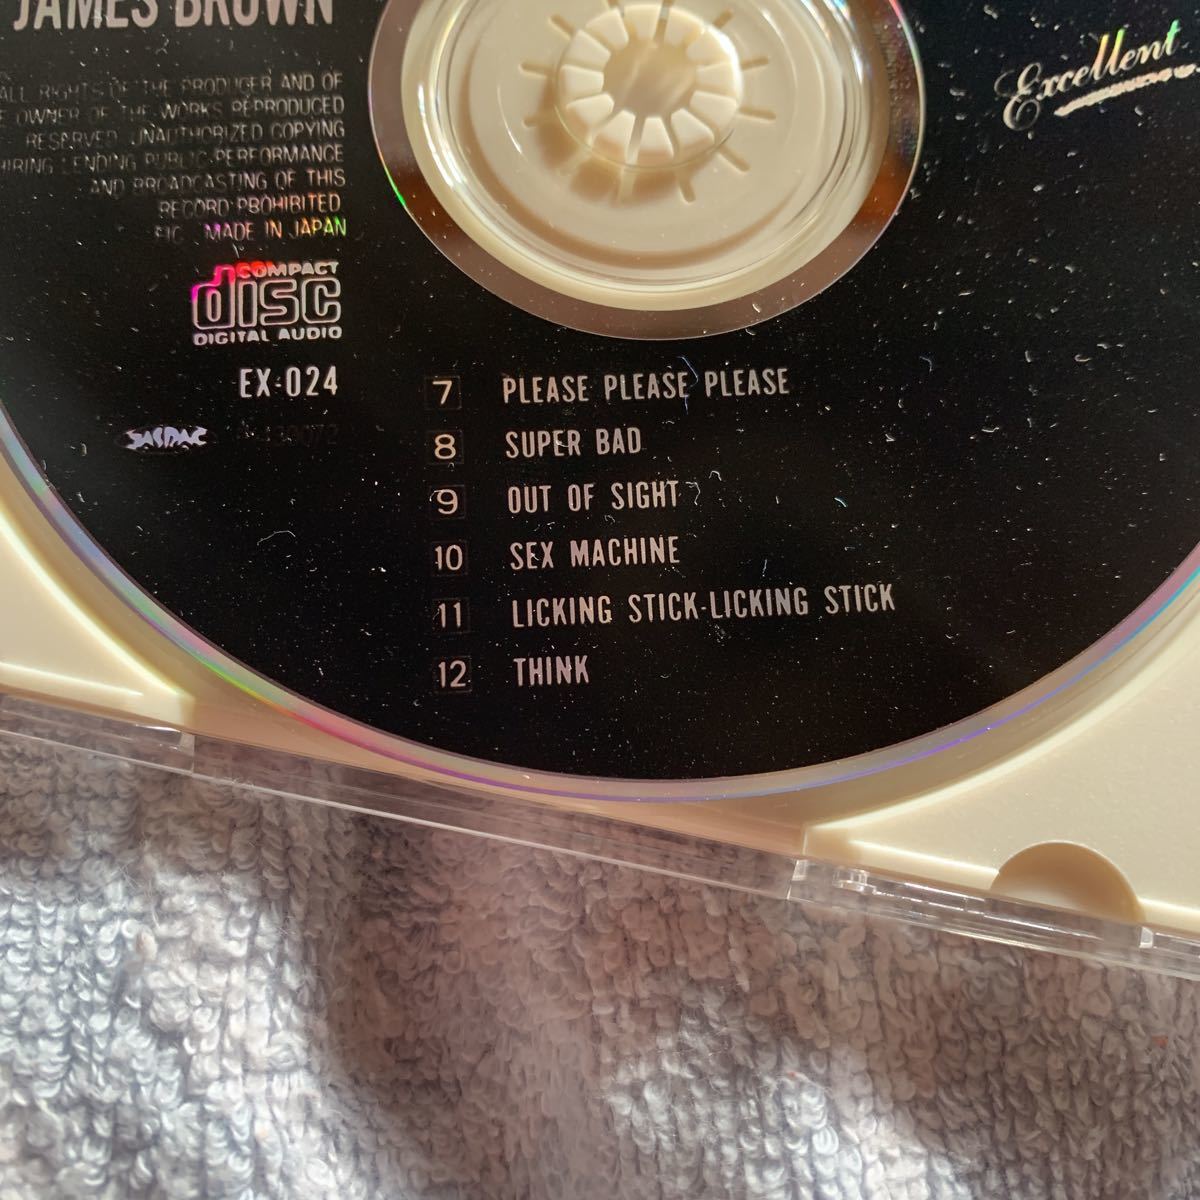 JAMES BROWN
Excellent
ALL RIGHTS OF THE PRODUCER AND OF
OWNER OF THE WORKS REPRODUCED
RESERVED. UNAUTHORIZED COPYING
HIRING LENDING PUBLIC PERFORMANCE
AND BROADCASTING OF THIS
RECORD PROHIBITED.
MADE IN JAPAN
COMPACT
disc
DIGITAL AUDIO
EX-024
JASRAC
7 PLEASE PLEASE PLEASE
8 SUPER BAD
9 OUT OF SIGHT
10 SEX MACHINE
11 LICKING STICK-LICKING STICK
12 THINK